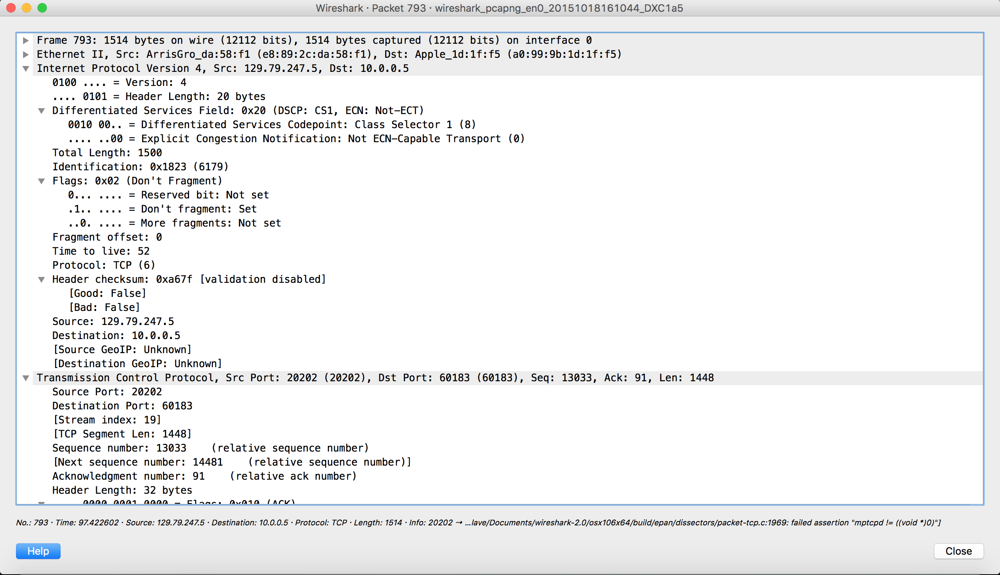 Wireshark · Packet 793 · wireshark_pcapng_en0_20151018161044_DXC1a5
Frame 793: 1514 bytes on wire (12112 bits), 1514 bytes captured (12112 bits) on interface 0
Ethernet II, Src: ArrisGro_da:58:f1 (e8:89:2c:da:58:f1), Dst: Apple_1d:1f:f5 (a0:99:9b:1d:1f:f5)
Internet Protocol Version 4, Src: 129.79.247.5, Dst: 10.0.0.5
0100 .... = Version: 4
.... 0101 = Header Length: 20 bytes
Differentiated Services Field: 0x20 (DSCP: CS1, ECN: Not-ECT)
0010 00.. = Differentiated Services Codepoint: Class Selector 1 (8)
.... ..00 = Explicit Congestion Notification: Not ECN-Capable Transport (0)
Total Length: 1500
Identification: 0x1823 (6179)
Flags: 0x02 (Don't Fragment)
0... .... = Reserved bit: Not set
.1.. .... = Don't fragment: Set
..0. .... = More fragments: Not set
Fragment offset: 0
Time to live: 52
Protocol: TCP (6)
Header checksum: 0xa67f [validation disabled]
[Good: False]
[Bad: False]
Source: 129.79.247.5
Destination: 10.0.0.5
[Source GeoIP: Unknown]
[Destination GeoIP: Unknown]
Transmission Control Protocol, Src Port: 20202 (20202), Dst Port: 60183 (60183), Seq: 13033, Ack: 91, Len: 1448
Source Port: 20202
Destination Port: 60183
[Stream index: 19]
[TCP Segment Len: 1448]
Sequence number: 13033    (relative sequence number)
[Next sequence number: 14481    (relative sequence number)]
Acknowledgment number: 91    (relative ack number)
Header Length: 32 bytes
.... 0000 0001 0000 = Flags: 0x010 (ACK)
No.: 793 · Time: 97.422602 · Source: 129.79.247.5 · Destination: 10.0.0.5 · Protocol: TCP · Length: 1514 · Info: 20202 → ...lave/Documents/wireshark-2.0/osx106x64/build/epan/dissectors/packet-tcp.c:1969: failed assertion "mptcpd != ((void *)0)"]
Help
Close